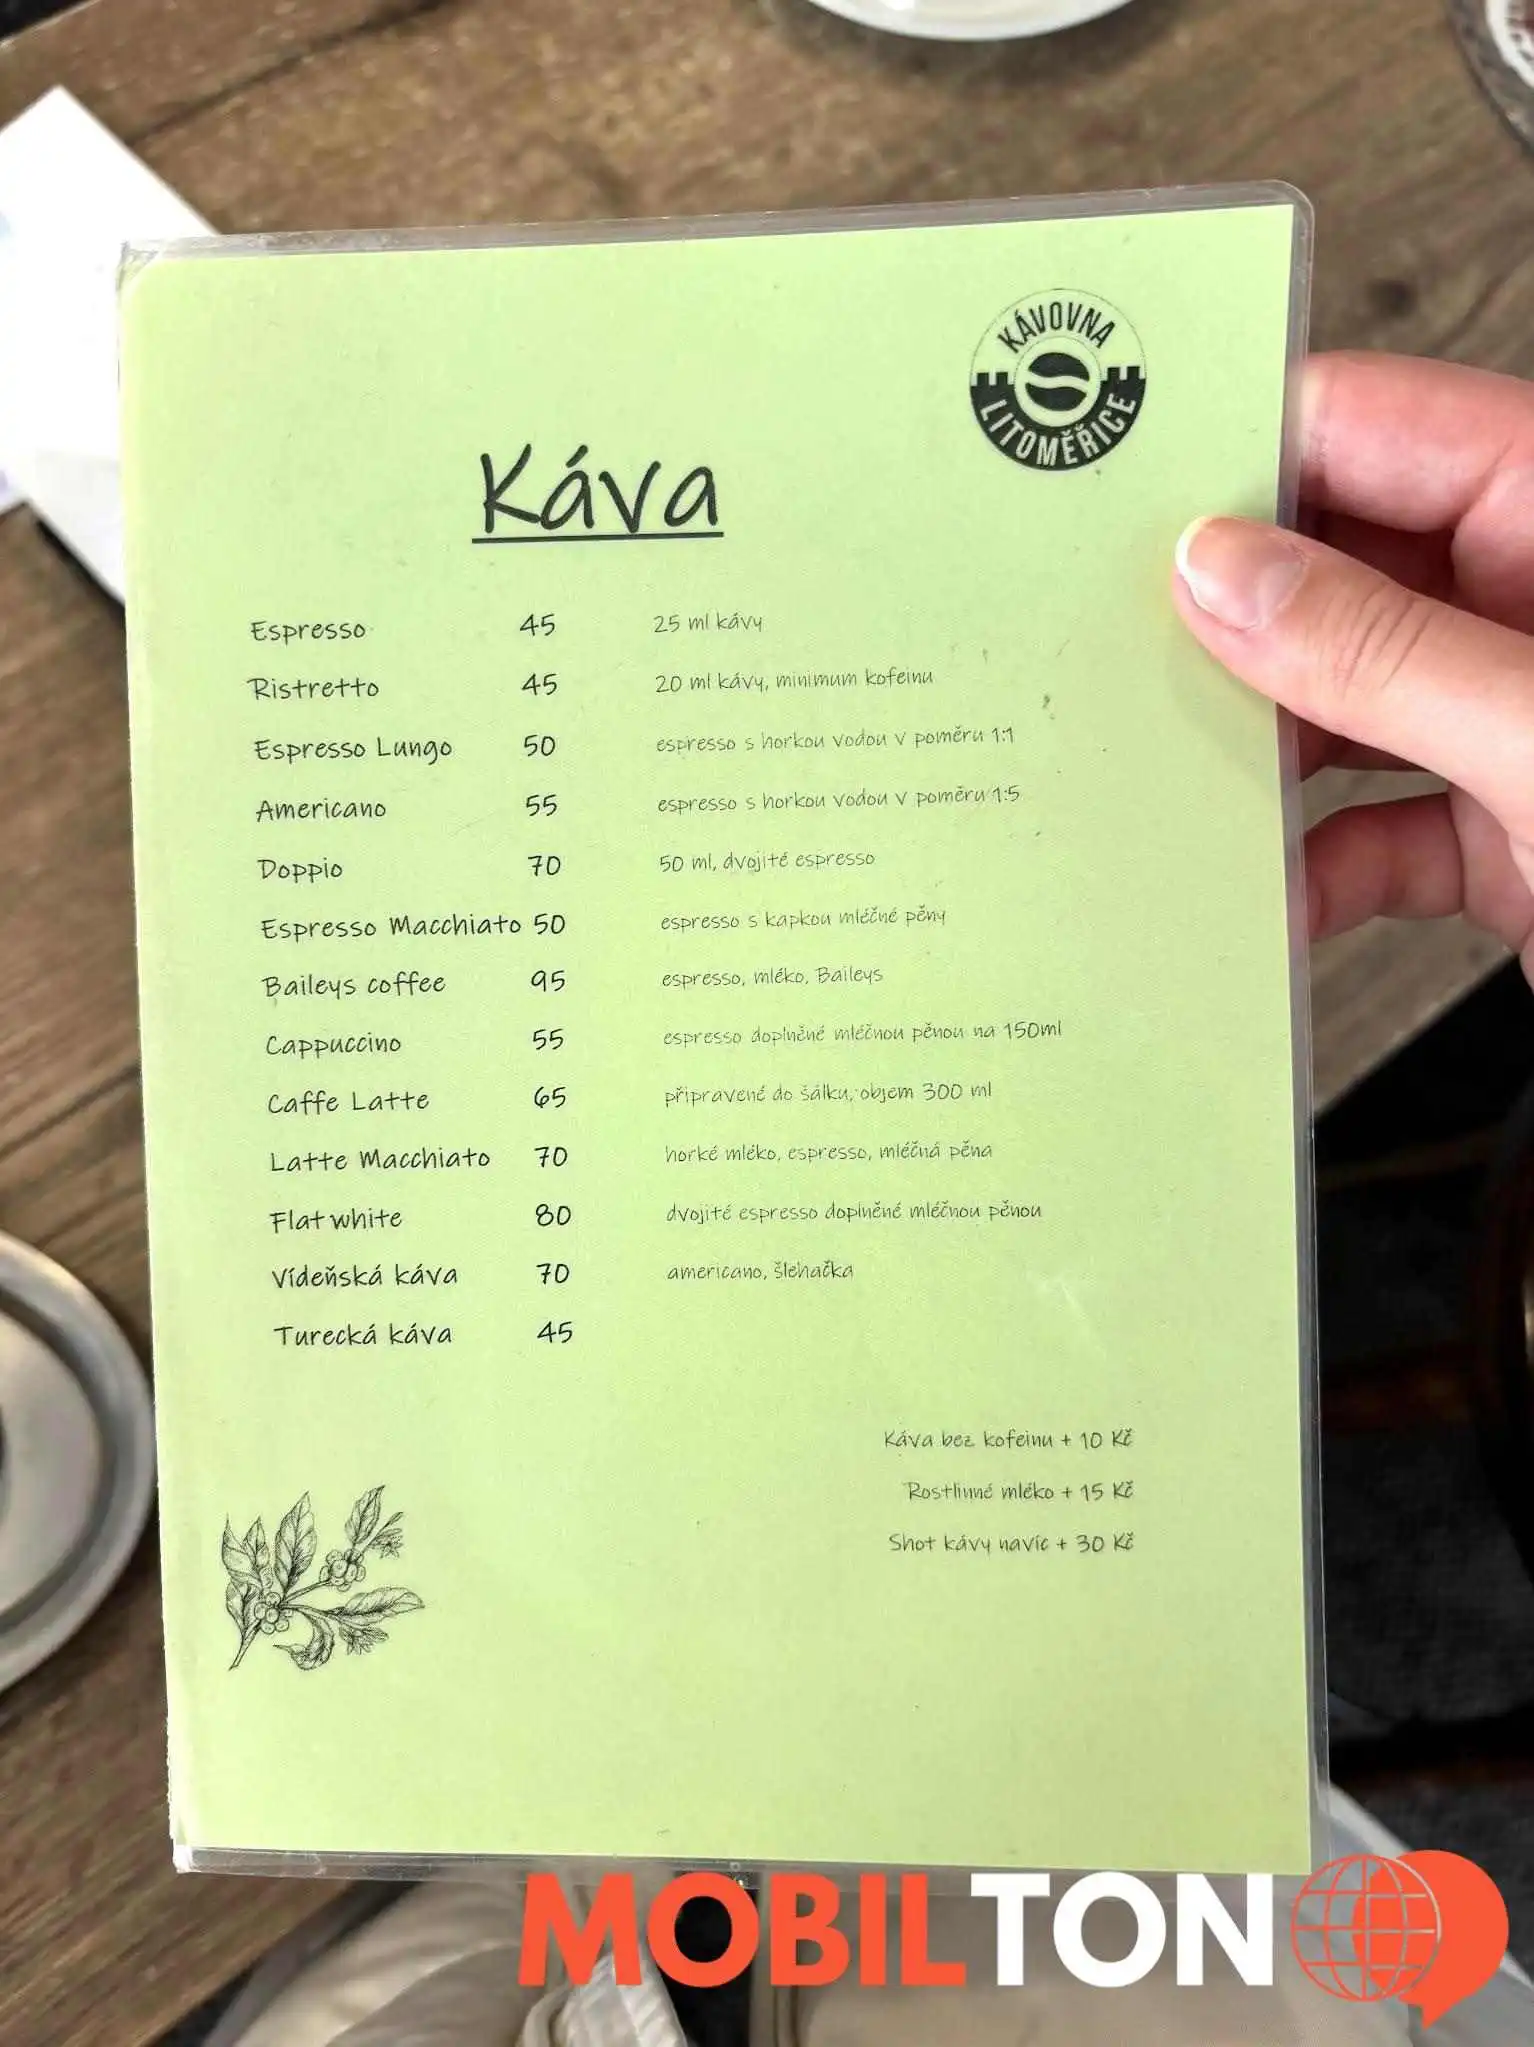 KÁVOVNA
LITOMĚŘICE
Káva
Espresso 45 25 ml kávy
Ristretto 45 20 ml kávy, minimum kofeinu
Espresso Lungo 50 espresso s horkou vodou v poměru 1:1
Americano 55 espresso s horkou vodou v poměru 1:5
Doppio 70 50 ml, dvojité espresso
Espresso Macchiato 50 espresso s kapkou mléčné pěny
Baileys coffee 95 espresso, mléko, Baileys
Cappuccino 55 espresso doplněné mléčnou pěnou na 150ml
Caffe Latte 65 připravené do šálku, objem 300 ml
Latte Macchiato 70 horké mléko, espresso, mléčná pěna
Flat white 80 dvojité espresso doplněné mléčnou pěnou
Vídeňská káva 70 americano, šlehačka
Turecká káva 45
Káva bez kofeinu + 10 Kč
Rostlinné mléko + 15 Kč
Shot kávy navíc + 30 Kč
MOBILTON